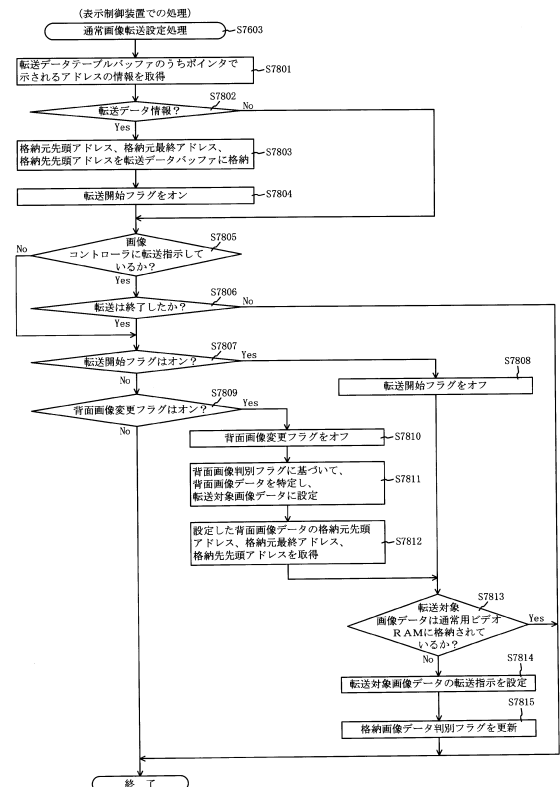 (表示制御装置での処理)
通常画像転送設定処理
S7603
転送データテーブルバッファのうちポインタで
示されるアドレスの情報を取得
S7801
S7802
転送データ情報?
No
Yes
格納元先頭アドレス、格納元最終アドレス、
格納先先頭アドレスを転送データバッファに格納
S7803
転送開始フラグをオン
S7804
S7805
画像
コントローラに転送指示して
いるか?
No
Yes
S7806
転送は終了したか?
No
Yes
S7807
転送開始フラグはオン?
Yes
No
S7808
転送開始フラグをオフ
S7809
背面画像変更フラグはオン?
Yes
No
背面画像変更フラグをオフ
S7810
背面画像判別フラグに基づいて、
背面画像データを特定し、
転送対象画像データに設定
S7811
設定した背面画像データの格納元先頭
アドレス、格納元最終アドレス、
格納先先頭アドレスを取得
S7812
S7813
転送対象
画像データは通常用ビデオ
RAMに格納されて
いるか?
Yes
No
S7814
転送対象画像データの転送指示を設定
S7815
格納画像データ判別フラグを更新
終 了